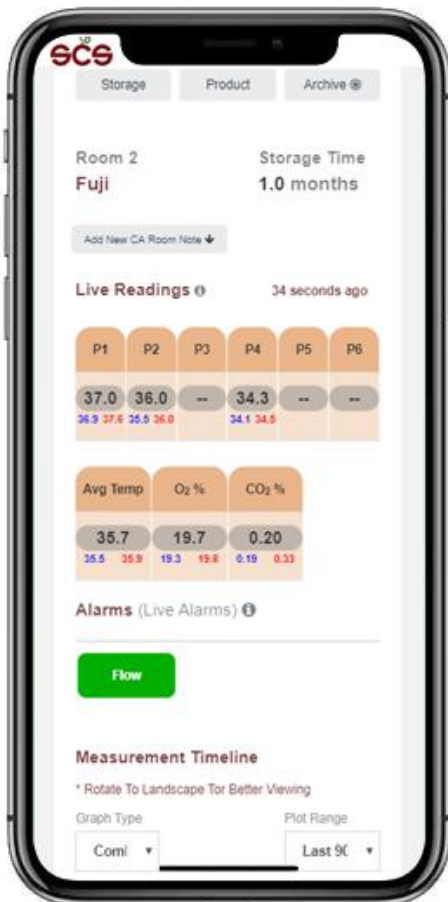 SCS
Storage Product Archive
Room 2 Storage Time
Fuji 1.0 months
Add New CA Room Note
Live Readings 34 seconds ago
P1 P2 P3 P4 P5 P6
37.0 36.0 -- 34.3 -- --
36.9 37.6 35.5 36.0 34.1 34.5
Avg Temp O₂ % CO₂ %
35.7 19.7 0.20
35.5 35.9 19.3 19.8 0.19 0.33
Alarms (Live Alarms)
Flow
Measurement Timeline
* Rotate To Landscape Tor Better Viewing
Graph Type Plot Range
Coml Last 9(